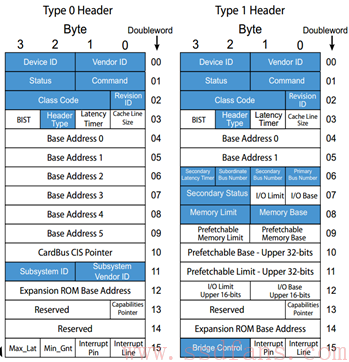 Type 0 Header
Byte
Doubleword
3 2 1 0
Device ID Vendor ID 00
Status Command 01
Class Code Revision ID 02
BIST Header Type Latency Timer Cache Line Size 03
Base Address 0 04
Base Address 1 05
Base Address 2 06
Base Address 3 07
Base Address 4 08
Base Address 5 09
CardBus CIS Pointer 10
Subsystem ID Subsystem Vendor ID 11
Expansion ROM Base Address 12
Reserved Capabilities Pointer 13
Reserved 14
Max_Lat Min_Gnt Interrupt Pin Interrupt Line 15
Type 1 Header
Byte
Doubleword
3 2 1 0
Device ID Vendor ID 00
Status Command 01
Class Code Revision ID 02
BIST Header Type Latency Timer Cache Line Size 03
Base Address 0 04
Base Address 1 05
Secondary Latency Timer Subordinate Bus Number Secondary Bus Number Primary Bus Number 06
Secondary Status I/O Limit I/O Base 07
Memory Limit Memory Base 08
Prefetchable Memory Limit Prefetchable Memory Base 09
Prefetchable Base - Upper 32-bits 10
Prefetchable Limit - Upper 32-bits 11
I/O Limit Upper 16-bits I/O Base Upper 16-bits 12
Reserved Capabilities Pointer 13
Expansion ROM Base Address 14
Bridge Control Interrupt Pin Interrupt Line 15